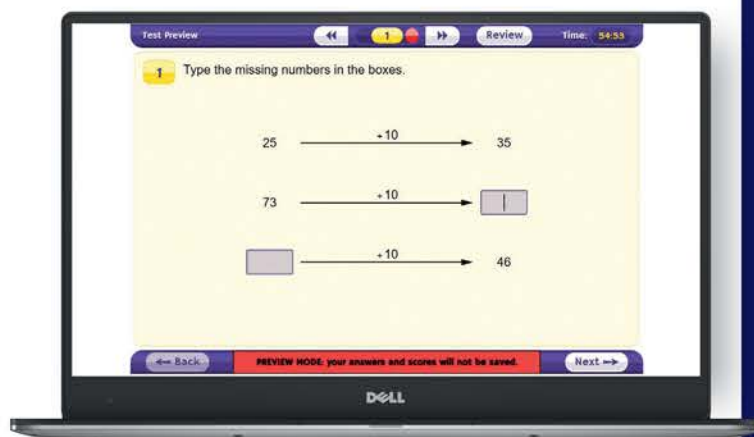 Test Preview 1 Review Time: 54:53
1 Type the missing numbers in the boxes.
25 +10 35
73 +10
+10 46
Back PREVIEW MODE: your answers and scores will not be saved. Next
DELL